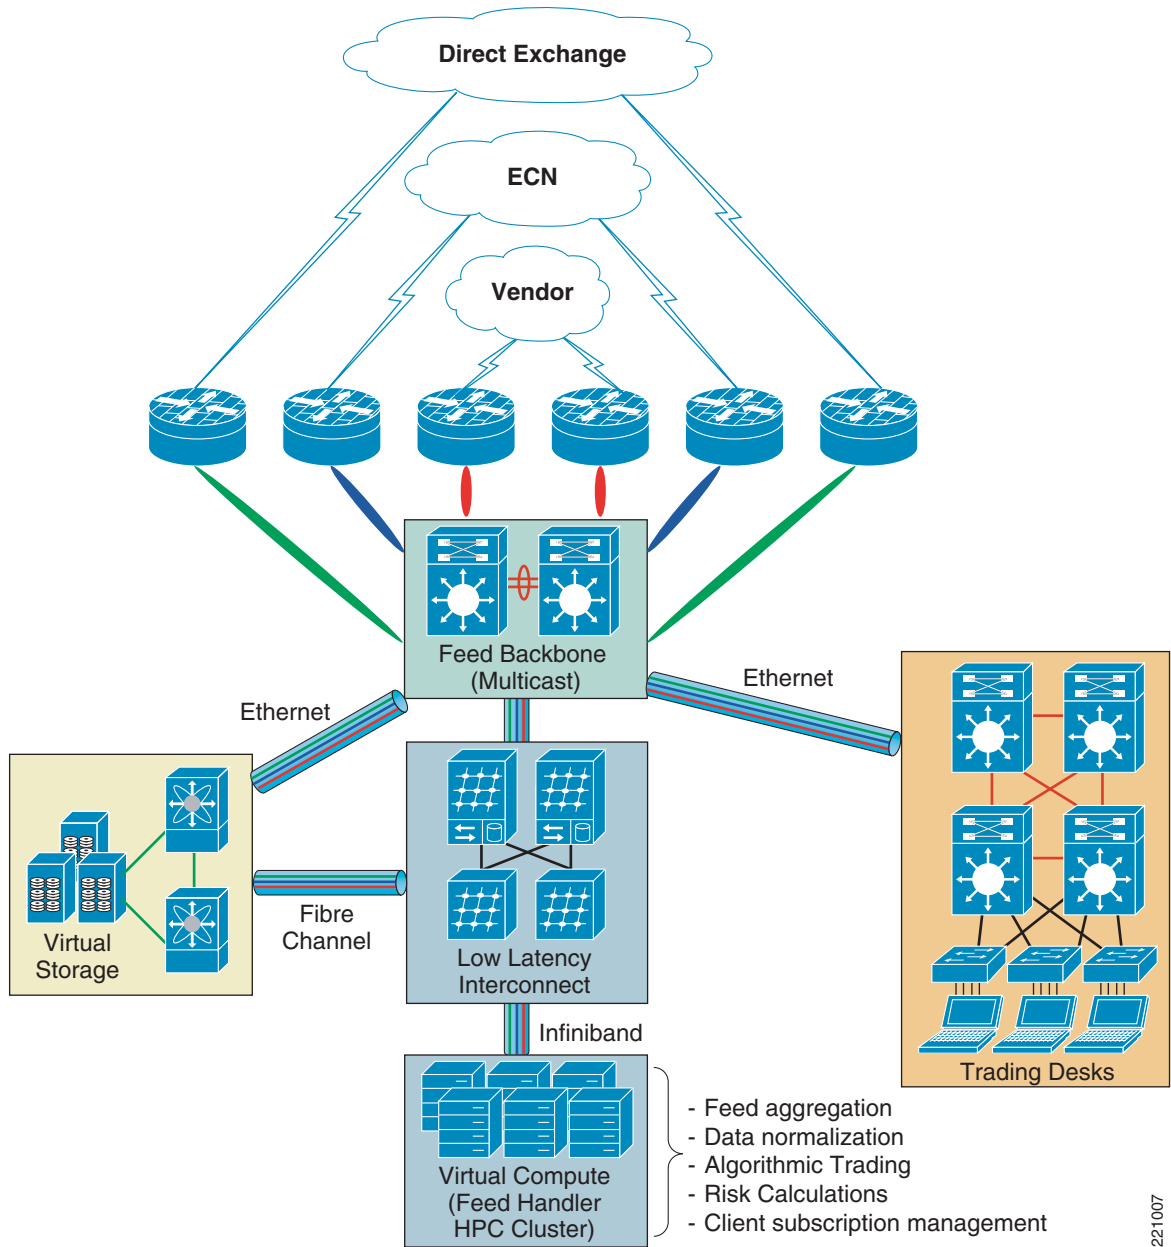 Direct Exchange
ECN
Vendor
Feed Backbone
(Multicast)
Ethernet
Ethernet
Virtual
Storage
Fibre
Channel
Low Latency
Interconnect
Trading Desks
Infiniband
Virtual Compute
(Feed Handler
HPC Cluster)
- Feed aggregation
- Data normalization
- Algorithmic Trading
- Risk Calculations
- Client subscription management
221007